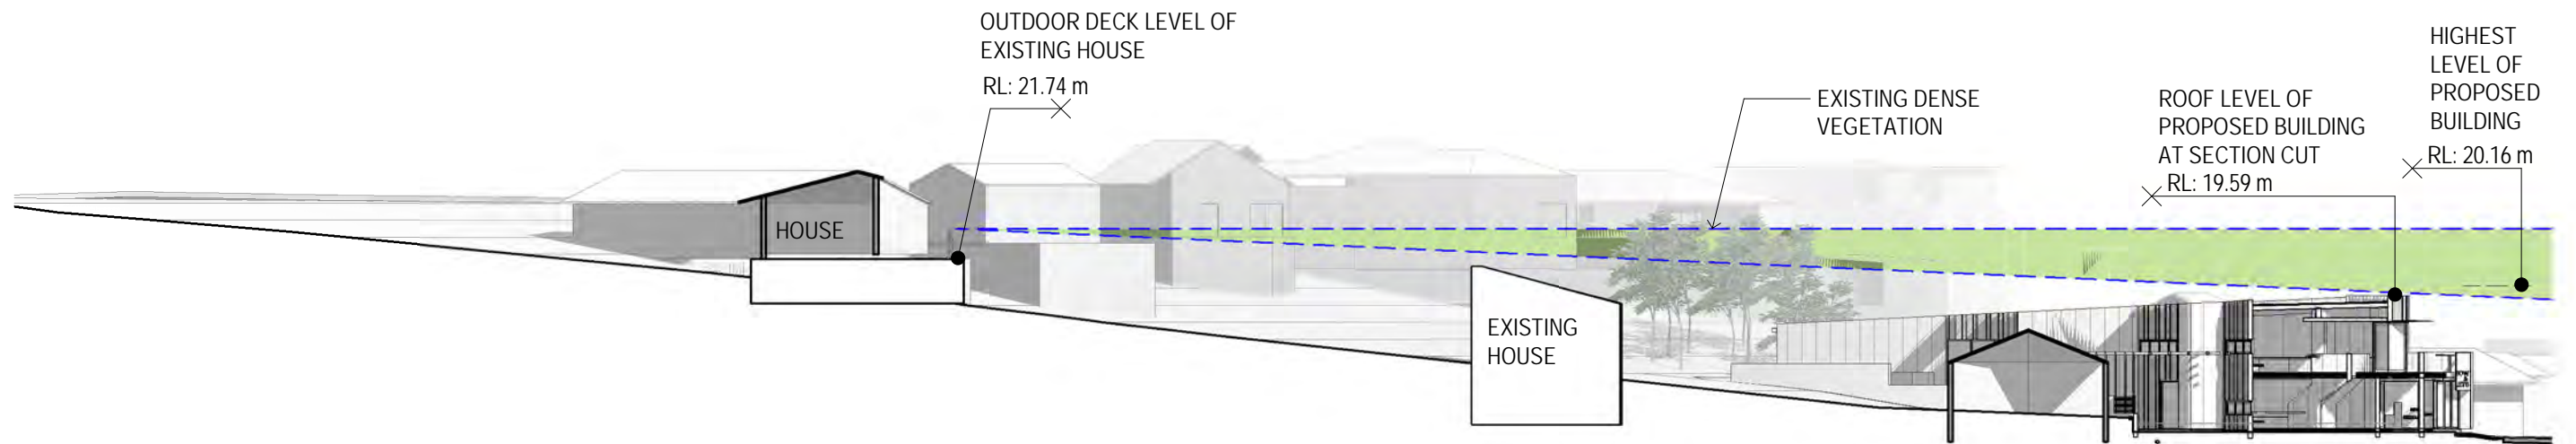 OUTDOOR DECK LEVEL OF
EXISTING HOUSE
RL: 21.74 m
HOUSE
EXISTING
HOUSE
EXISTING DENSE
VEGETATION
ROOF LEVEL OF
PROPOSED BUILDING
AT SECTION CUT
RL: 19.59 m
HIGHEST
LEVEL OF
PROPOSED
BUILDING
RL: 20.16 m